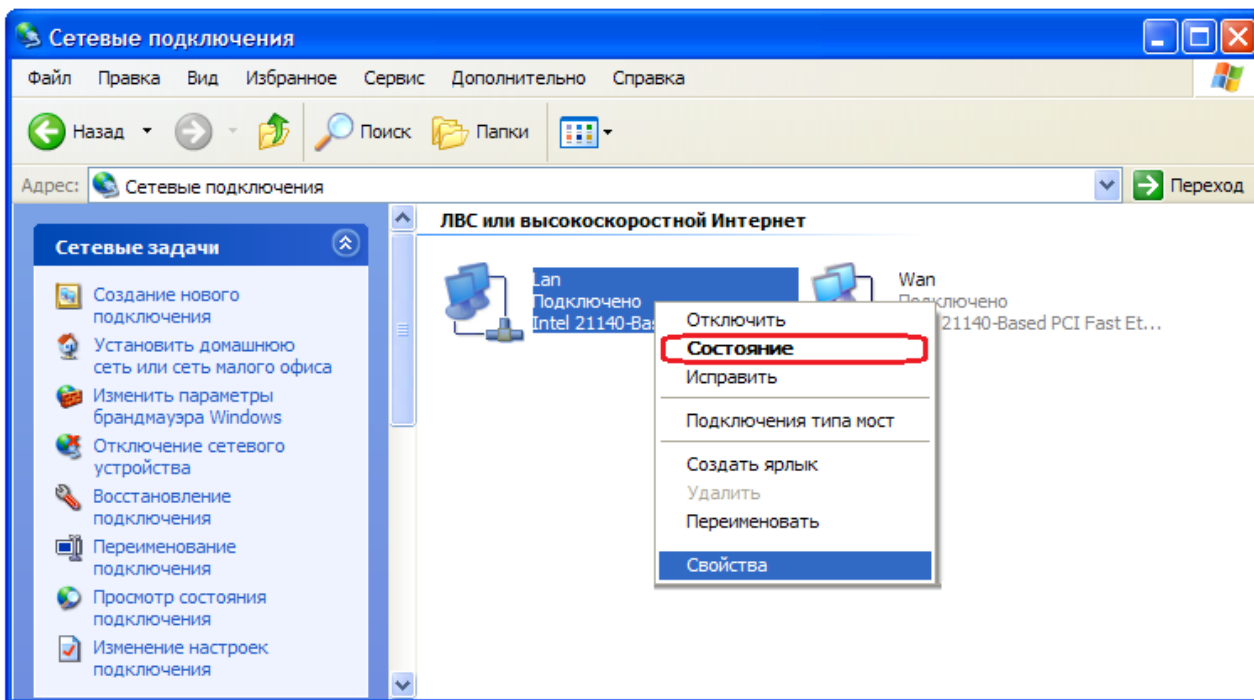 Сетевые подключения
Файл Правка Вид Избранное Сервис Дополнительно Справка
Назад Поиск Папки
Адрес: Сетевые подключения Переход
Сетевые задачи
Создание нового
подключения
Установить домашнюю
сеть или сеть малого офиса
Изменить параметры
брандмауэра Windows
Отключение сетевого
устройства
Восстановление
подключения
Переименование
подключения
Просмотр состояния
подключения
Изменение настроек
подключения
ЛВС или высокоскоростной Интернет
Lan
Подключено
Intel 21140-Bas
Wan
Подключено
21140-Based PCI Fast Et...
Отключить
Состояние
Исправить
Подключения типа мост
Создать ярлык
Удалить
Переименовать
Свойства